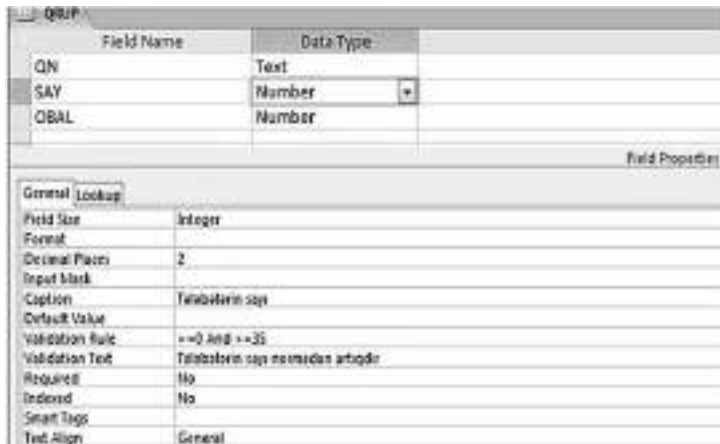 QRUP
Field Name Data Type
QN Text
SAY Number
OBAL Number
Field Properties
General Lookup
Field Size Integer
Format
Decimal Places 2
Input Mask
Caption Tələbələrin sayı
Default Value
Validation Rule >=0 And <=35
Validation Text Tələbələrin sayı normadan artıqdır
Required No
Indexed No
Smart Tags
Text Align General